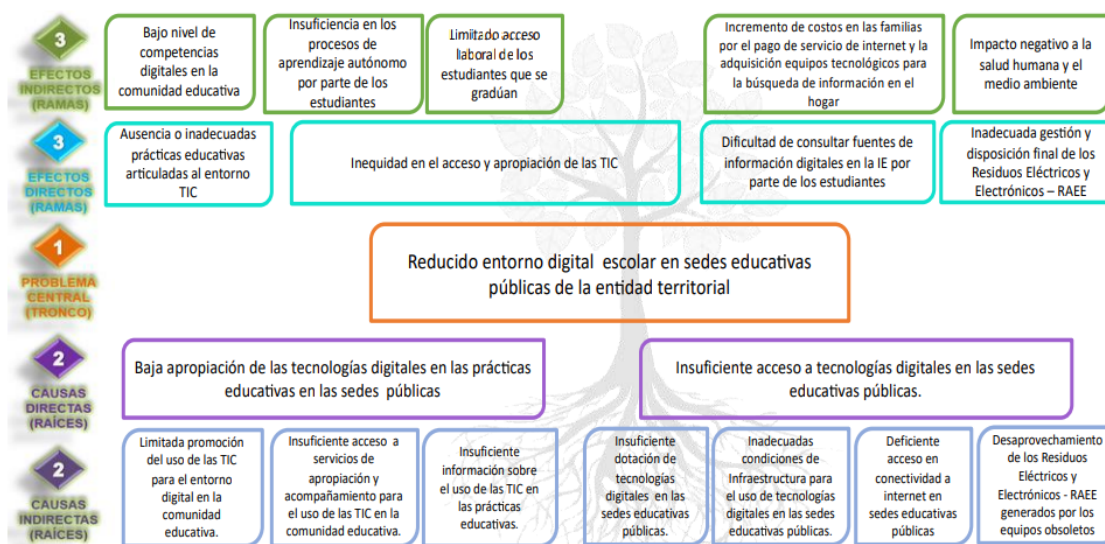 3
EFECTOS
INDIRECTOS
(RAMAS)
Bajo nivel de
competencias
digitales en la
comunidad educativa
Insuficiencia en los
procesos de
aprendizaje autónomo
por parte de los
estudiantes
Limitado acceso
laboral de los
estudiantes que se
gradúan
Incremento de costos en las familias
por el pago de servicio de internet y la
adquisición equipos tecnológicos para
la búsqueda de información en el
hogar
Impacto negativo a la
salud humana y el
medio ambiente
3
EFECTOS
DIRECTOS
(RAMAS)
Ausencia o inadecuadas
prácticas educativas
articuladas al entorno
TIC
Inequidad en el acceso y apropiación de las TIC
Dificultad de consultar fuentes de
información digitales en la IE por
parte de los estudiantes
Inadecuada gestión y
disposición final de los
Residuos Eléctricos y
Electrónicos – RAEE
1
PROBLEMA
CENTRAL
(TRONCO)
Reducido entorno digital escolar en sedes educativas
públicas de la entidad territorial
2
CAUSAS
DIRECTAS
(RAÍCES)
Baja apropiación de las tecnologías digitales en las prácticas
educativas en las sedes públicas
Insuficiente acceso a tecnologías digitales en las sedes
educativas públicas.
2
CAUSAS
INDIRECTAS
(RAÍCES)
Limitada promoción
del uso de las TIC
para el entorno
digital en la
comunidad
educativa.
Insuficiente acceso a
servicios de
apropiación y
acompañamiento para
el uso de las TIC en la
comunidad educativa.
Insuficiente
información sobre
el uso de las TIC en
las prácticas
educativas.
Insuficiente
dotación de
tecnologías
digitales en las
sedes educativas
públicas.
Inadecuadas
condiciones de
Infraestructura para
el uso de tecnologías
digitales en las sedes
educativas públicas.
Deficiente
acceso en
conectividad a
internet en
sedes educativas
públicas
Desaprovechamiento
de los Residuos
Eléctricos y
Electrónicos - RAEE
generados por los
equipos obsoletos